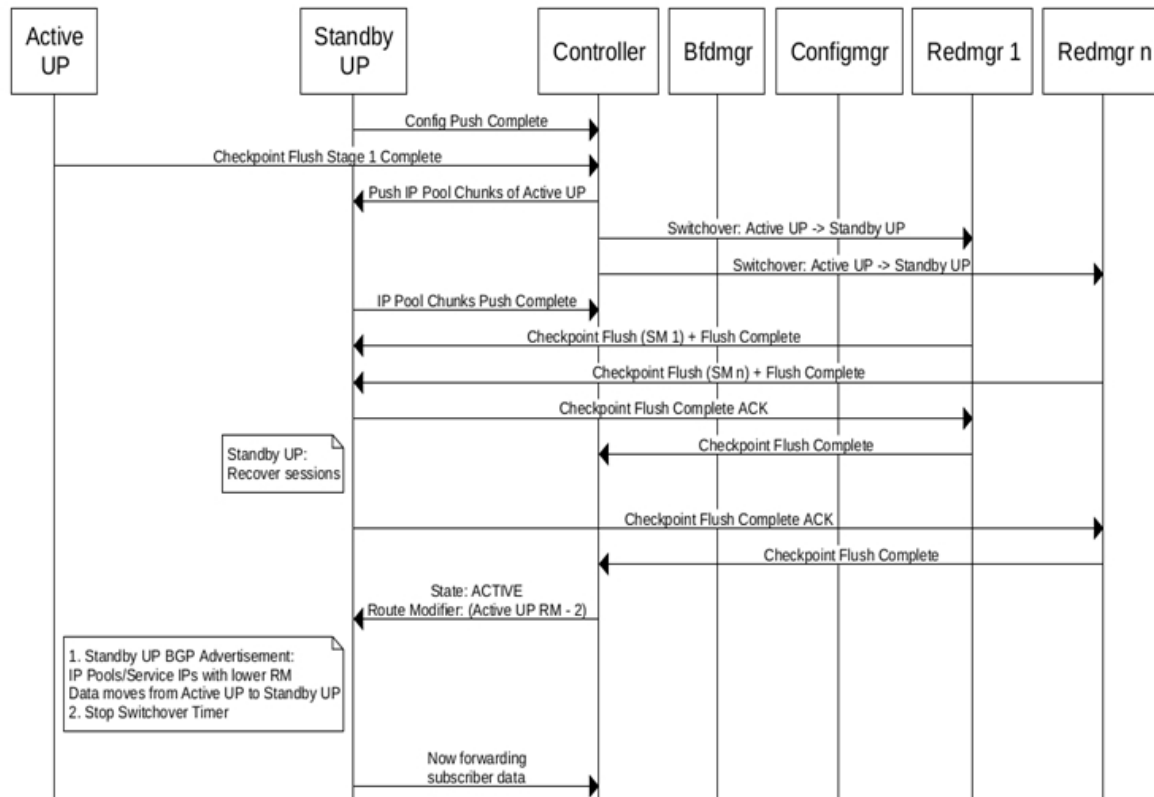 Active
UP
Standby
UP
Controller
Bfdmgr
Configmgr
Redmgr 1
Redmgr n
Config Push Complete
Checkpoint Flush Stage 1 Complete
Push IP Pool Chunks of Active UP
Switchover: Active UP -> Standby UP
Switchover: Active UP -> Standby UP
IP Pool Chunks Push Complete
Checkpoint Flush (SM 1) + Flush Complete
Checkpoint Flush (SM n) + Flush Complete
Checkpoint Flush Complete ACK
Standby UP:
Recover sessions
Checkpoint Flush Complete
Checkpoint Flush Complete ACK
Checkpoint Flush Complete
State: ACTIVE
Route Modifier: (Active UP RM - 2)
1. Standby UP BGP Advertisement:
IP Pools/Service IPs with lower RM
Data moves from Active UP to Standby UP
2. Stop Switchover Timer
Now forwarding
subscriber data